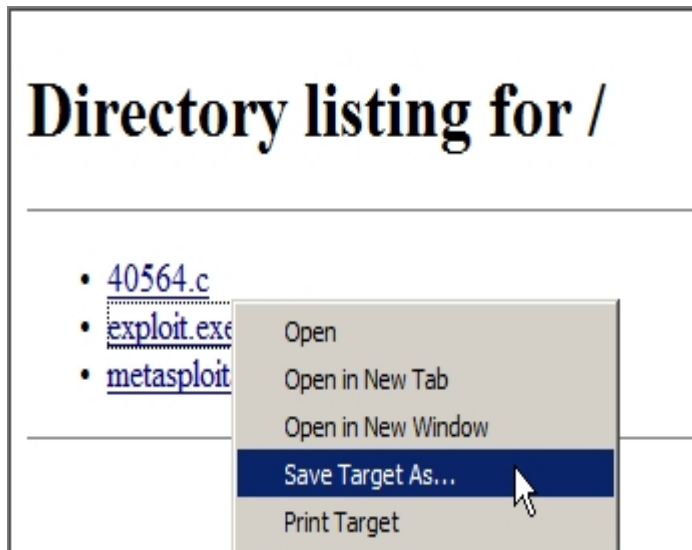 Directory listing for /
• 40564.c
• exploit.exe
• metasploit
Open
Open in New Tab
Open in New Window
Save Target As...
Print Target